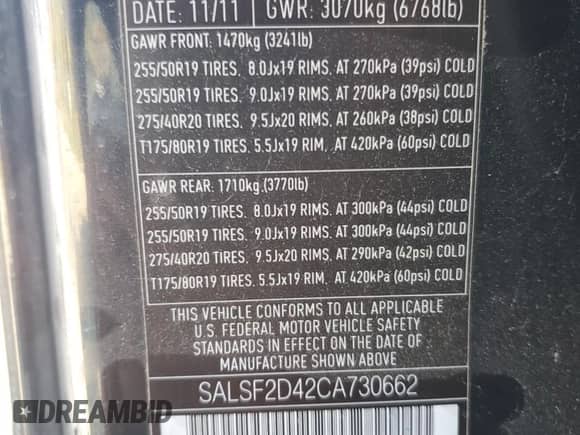 DATE: 11/11 GWR: 3070kg (6768lb)
GAWR FRONT: 1470kg (3241lb)
255/50R19 TIRES. 8.0Jx19 RIMS. AT 270kPa (39psi) COLD
255/50R19 TIRES. 9.0Jx19 RIMS. AT 270kPa (39psi) COLD
275/40R20 TIRES. 9.5Jx20 RIMS. AT 260kPa (38psi) COLD
T175/80R19 TIRES. 5.5Jx19 RIM, AT 420kPa (60psi) COLD
GAWR REAR: 1710kg.(3770lb)
255/50R19 TIRES. 8.0Jx19 RIMS. AT 300kPa (44psi) COLD
255/50R19 TIRES. 9.0Jx19 RIMS. AT 300kPa (44psi) COLD
275/40R20 TIRES. 9.5Jx20 RIMS. AT 290kPa (42psi) COLD
T175/80R19 TIRES. 5.5Jx19 RIM, AT 420kPa (60psi) COLD
THIS VEHICLE CONFORMS TO ALL APPLICABLE
U.S. FEDERAL MOTOR VEHICLE SAFETY
STANDARDS IN EFFECT ON THE DATE OF
MANUFACTURE SHOWN ABOVE
SALSF2D42CA730662
© DREAMBID